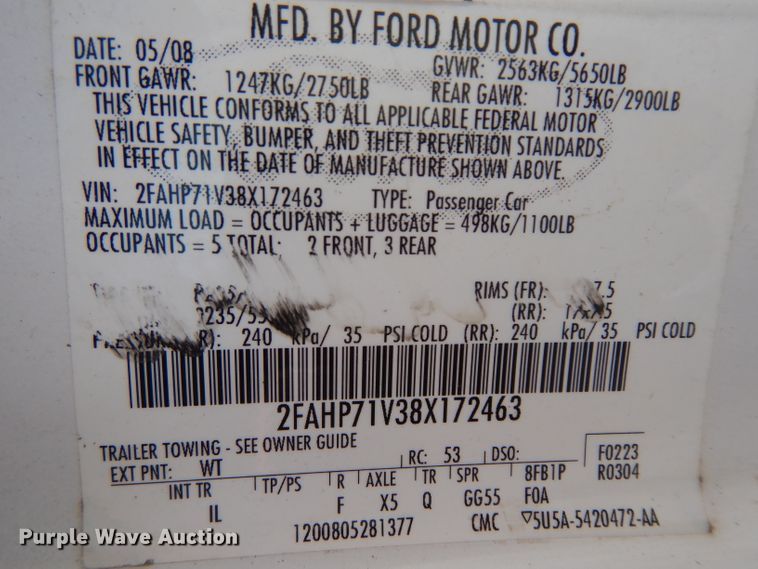 MFD. BY FORD MOTOR CO.
DATE: 05/08 GVWR: 2563KG/5650LB
FRONT GAWR: 1247KG/2750LB REAR GAWR: 1315KG/2900LB
THIS VEHICLE CONFORMS TO ALL APPLICABLE FEDERAL MOTOR
VEHICLE SAFETY, BUMPER, AND THEFT PREVENTION STANDARDS
IN EFFECT ON THE DATE OF MANUFACTURE SHOWN ABOVE.
VIN: 2FAHP71V38X172463 TYPE: Passenger Car
MAXIMUM LOAD = OCCUPANTS + LUGGAGE = 498KG/1100LB
OCCUPANTS = 5 TOTAL: 2 FRONT, 3 REAR
RIMS (FR): 7.5
(RR):
240 kPa/ 35 PSI COLD (RR): 240 kPa/ 35 PSI COLD
2FAHP71V38X172463
TRAILER TOWING - SEE OWNER GUIDE
EXT PNT: WT RC: 53 DSO: F0223
INT TR TP/PS R AXLE TR SPR 8FB1P R0304
IL F X5 Q GG55 FOA
1200805281377 CMC 5U5A-5420472-AA
Purple Wave Auction